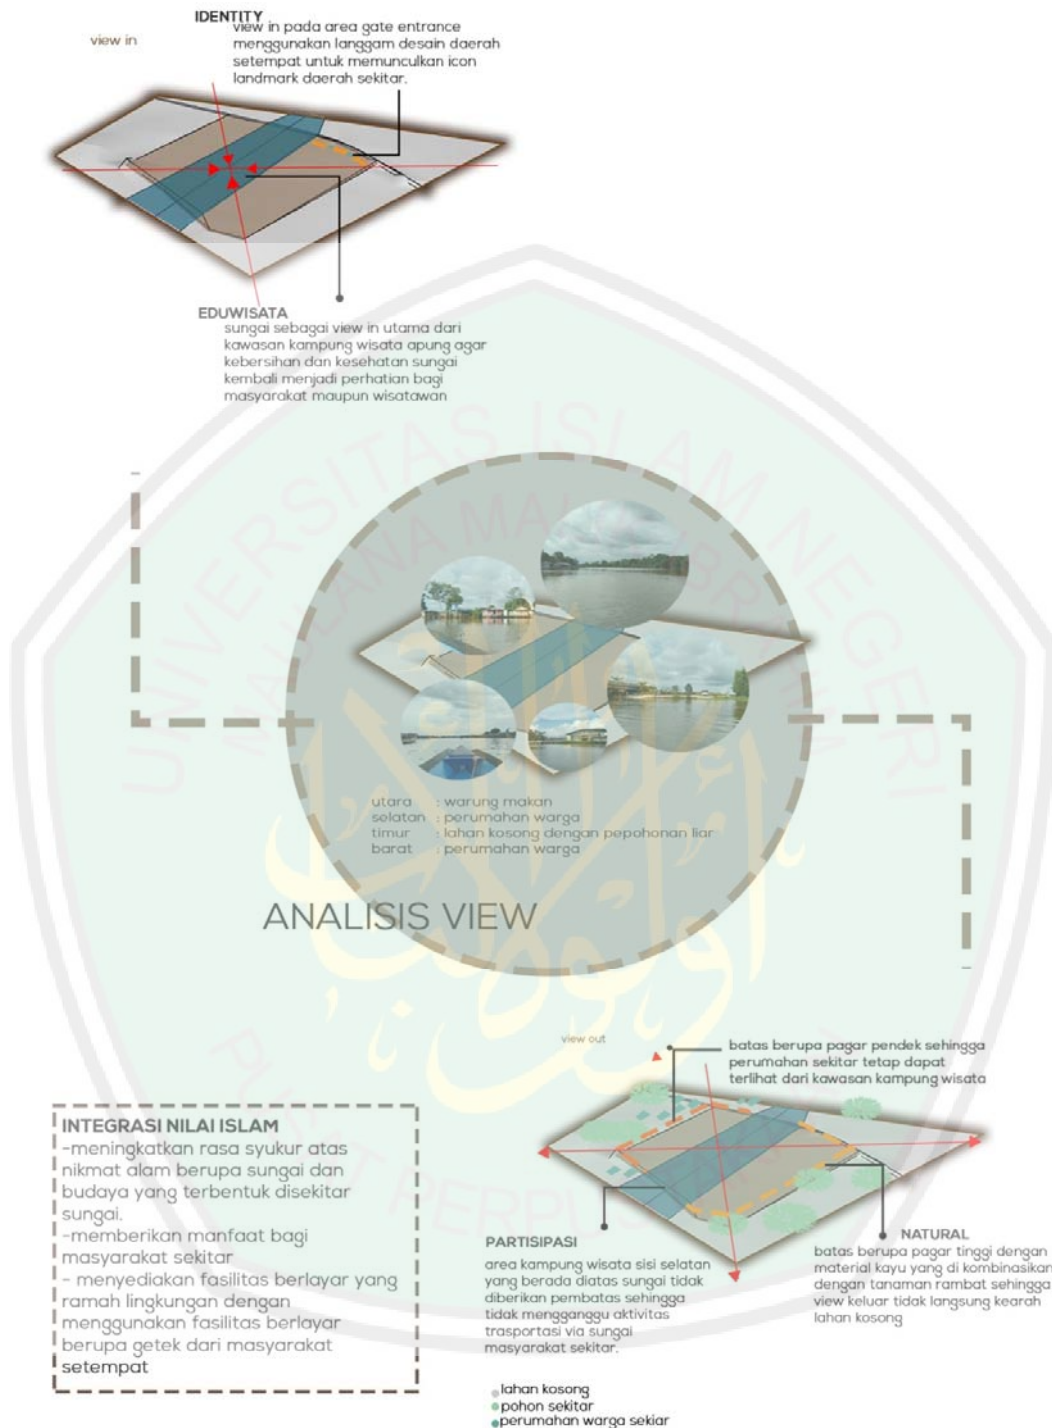 IDENTITY
view in
view in pada area gate entrance
menggunakan langgam desain daerah
setempat untuk memunculkan icon
landmark daerah sekitar.
EDUWISATA
sungai sebagai view in utama dari
kawasan kampung wisata apung agar
kebersihan dan kesehatan sungai
kembali menjadi perhatian bagi
masyarakat maupun wisatawan
UNIVERSITAS ISLAM NEGERI
utara : warung makan
selatan : perumahan warga
timur : lahan kosong dengan pepohonan liar
barat : perumahan warga
ANALISIS VIEW
view out
batas berupa pagar pendek sehingga
perumahan sekitar tetap dapat
terlihat dari kawasan kampung wisata
INTEGRASI NILAI ISLAM
-meningkatkan rasa syukur atas
nikmat alam berupa sungai dan
budaya yang terbentuk disekitar
sungai.
-memberikan manfaat bagi
masyarakat sekitar
- menyediakan fasilitas berlayar yang
ramah lingkungan dengan
menggunakan fasilitas berlayar
berupa getek dari masyarakat
setempat
PARTISIPASI
area kampung wisata sisi selatan
yang berada diatas sungai tidak
diberikan pembatas sehingga
tidak mengganggu aktivitas
trasportasi via sungai
masyarakat sekitar.
NATURAL
batas berupa pagar tinggi dengan
material kayu yang di kombinasikan
dengan tanaman rambat sehingga
view keluar tidak langsung kearah
lahan kosong
lahan kosong
pohon sekitar
perumahan warga sekiar